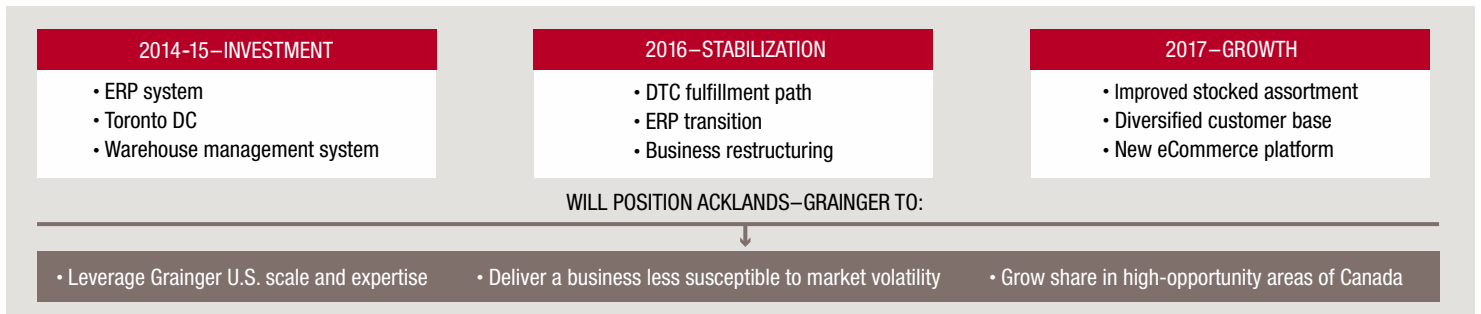 2014-15–INVESTMENT
• ERP system
• Toronto DC
• Warehouse management system
2016–STABILIZATION
• DTC fulfillment path
• ERP transition
• Business restructuring
2017–GROWTH
• Improved stocked assortment
• Diversified customer base
• New eCommerce platform
WILL POSITION ACKLANDS–GRAINGER TO:
• Leverage Grainger U.S. scale and expertise
• Deliver a business less susceptible to market volatility
• Grow share in high-opportunity areas of Canada